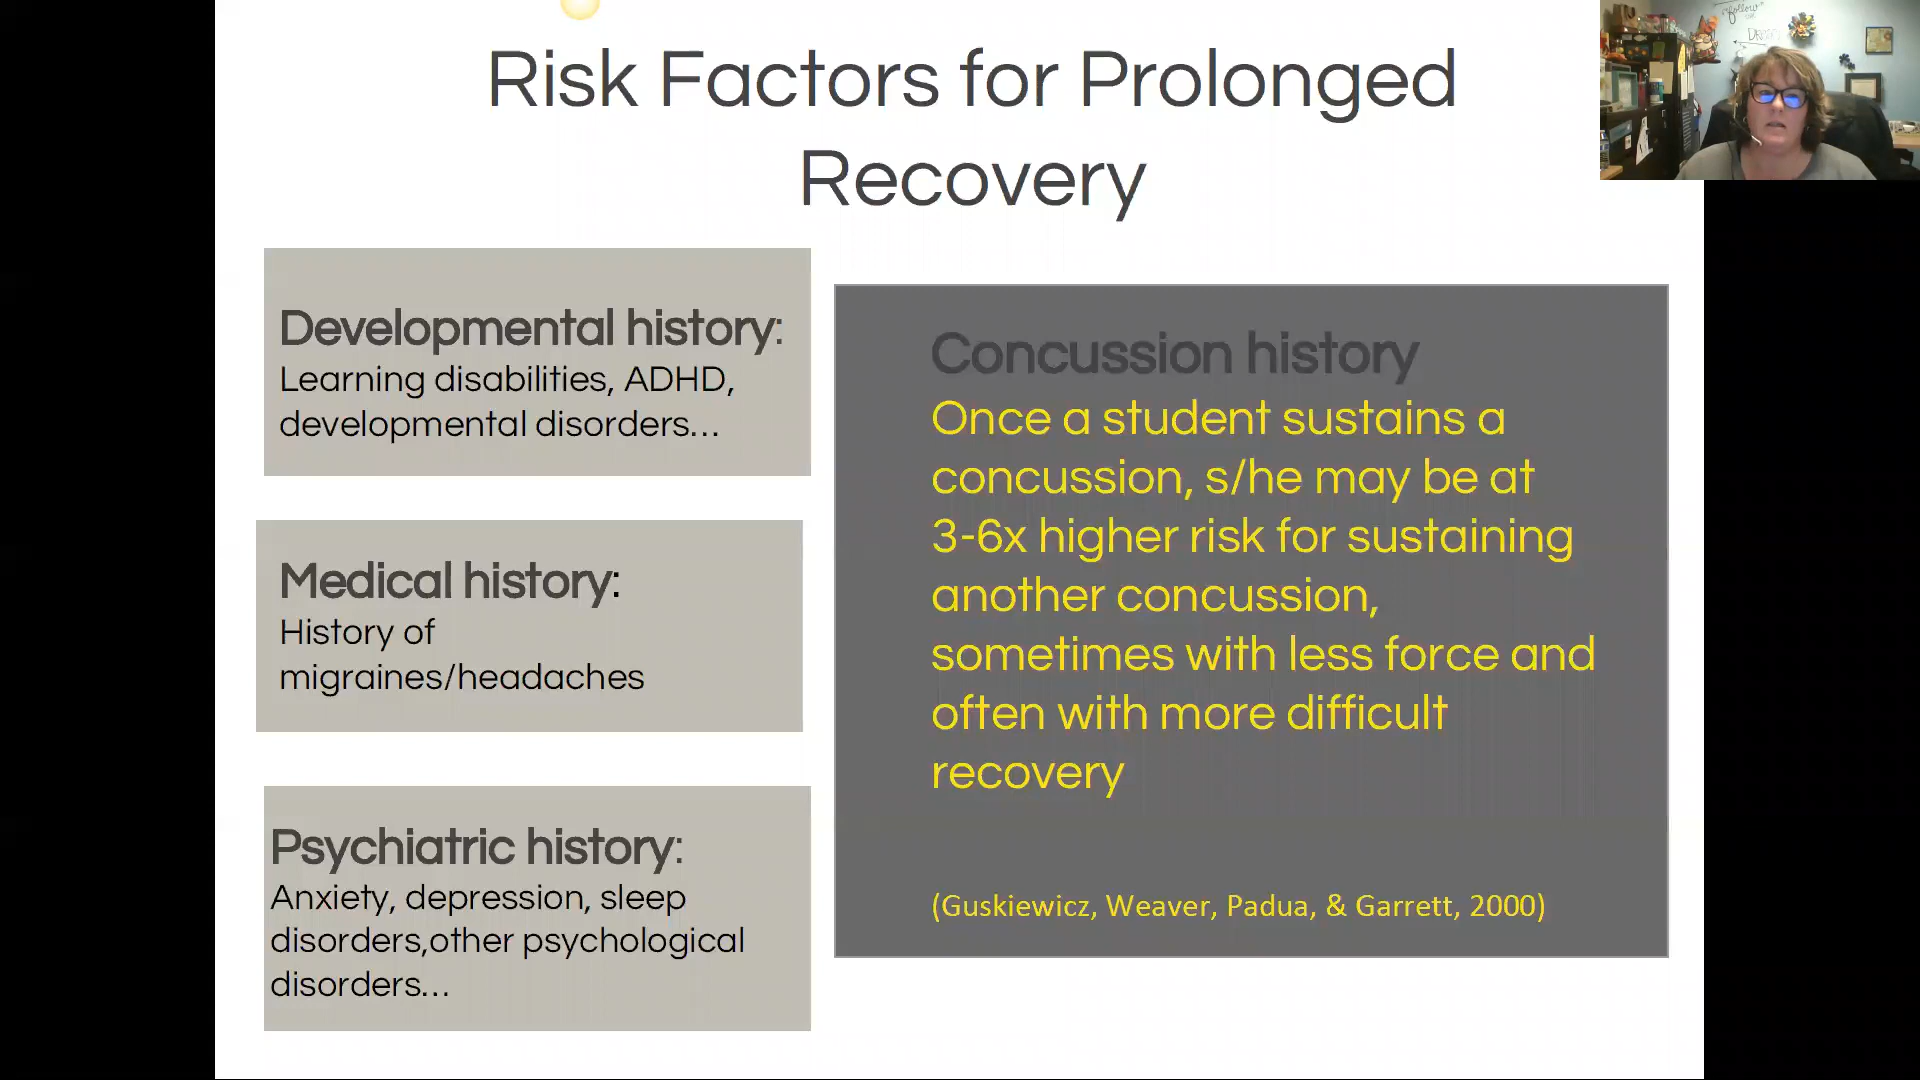 Risk Factors for Prolonged
Recovery
Developmental history:
Learning disabilities, ADHD,
developmental disorders...
Medical history:
History of
migraines/headaches
Psychiatric history:
Anxiety, depression, sleep
disorders,other psychological
disorders...
Concussion history
Once a student sustains a
concussion, s/he may be at
3-6x higher risk for sustaining
another concussion,
sometimes with less force and
often with more difficult
recovery
(Guskiewicz, Weaver, Padua, & Garrett, 2000)
follow